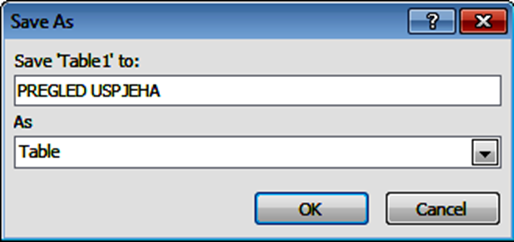 Save As
Save 'Table1' to:
PREGLED USPJEHA
As
Table
OK Cancel